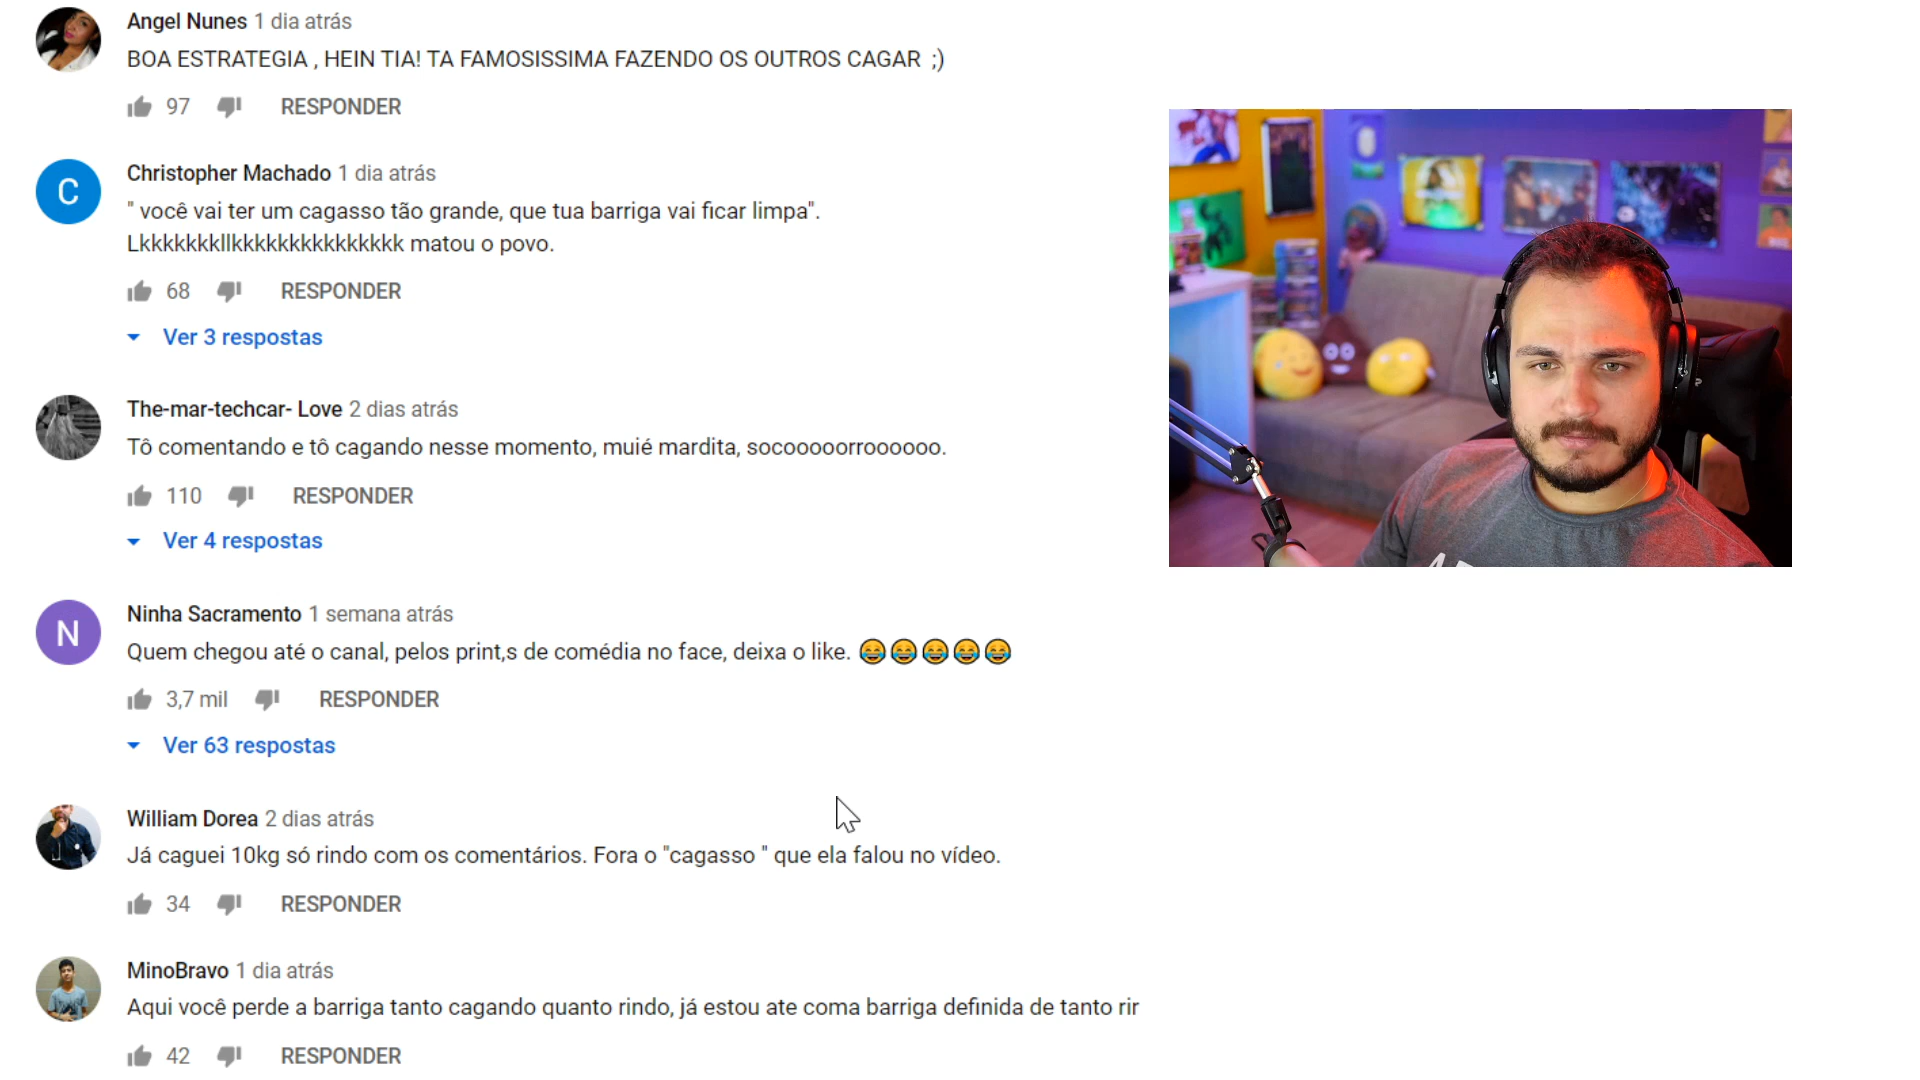 Angel Nunes 1 dia atrás
BOA ESTRATEGIA , HEIN TIA! TA FAMOSISSIMA FAZENDO OS OUTROS CAGAR ;)
97 RESPONDER
C
Christopher Machado 1 dia atrás
" você vai ter um cagasso tão grande, que tua barriga vai ficar limpa".
Lkkkkkkkllkkkkkkkkkkkkkkk matou o povo.
68 RESPONDER
Ver 3 respostas
The-mar-techcar- Love 2 dias atrás
Tô comentando e tô cagando nesse momento, muié mardita, socooooorroooooo.
110 RESPONDER
Ver 4 respostas
N
Ninha Sacramento 1 semana atrás
Quem chegou até o canal, pelos print,s de comédia no face, deixa o like. 😂😂😂😂😂
3,7 mil RESPONDER
Ver 63 respostas
William Dorea 2 dias atrás
Já caguei 10kg só rindo com os comentários. Fora o "cagasso " que ela falou no vídeo.
34 RESPONDER
MinoBravo 1 dia atrás
Aqui você perde a barriga tanto cagando quanto rindo, já estou ate coma barriga definida de tanto rir
42 RESPONDER